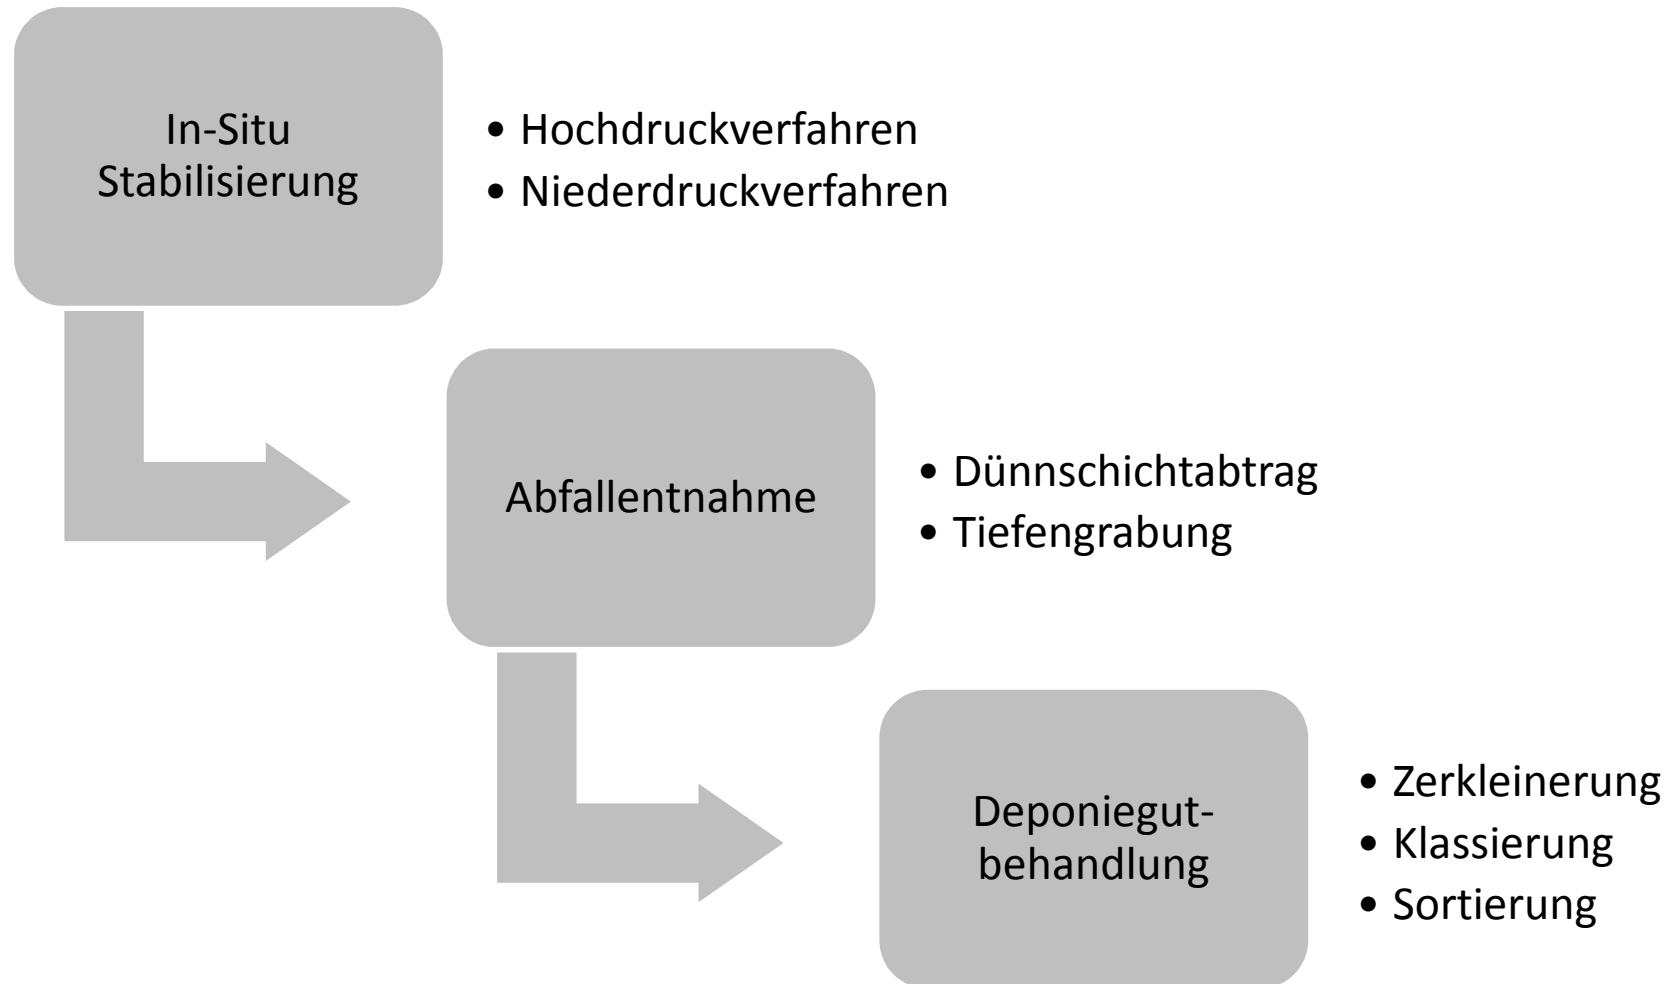 In-Situ
Stabilisierung
• Hochdruckverfahren
• Niederdruckverfahren
Abfallentnahme
• Dünnschichtabtrag
• Tiefengrabung
Deponiegut-
behandlung
• Zerkleinerung
• Klassierung
• Sortierung